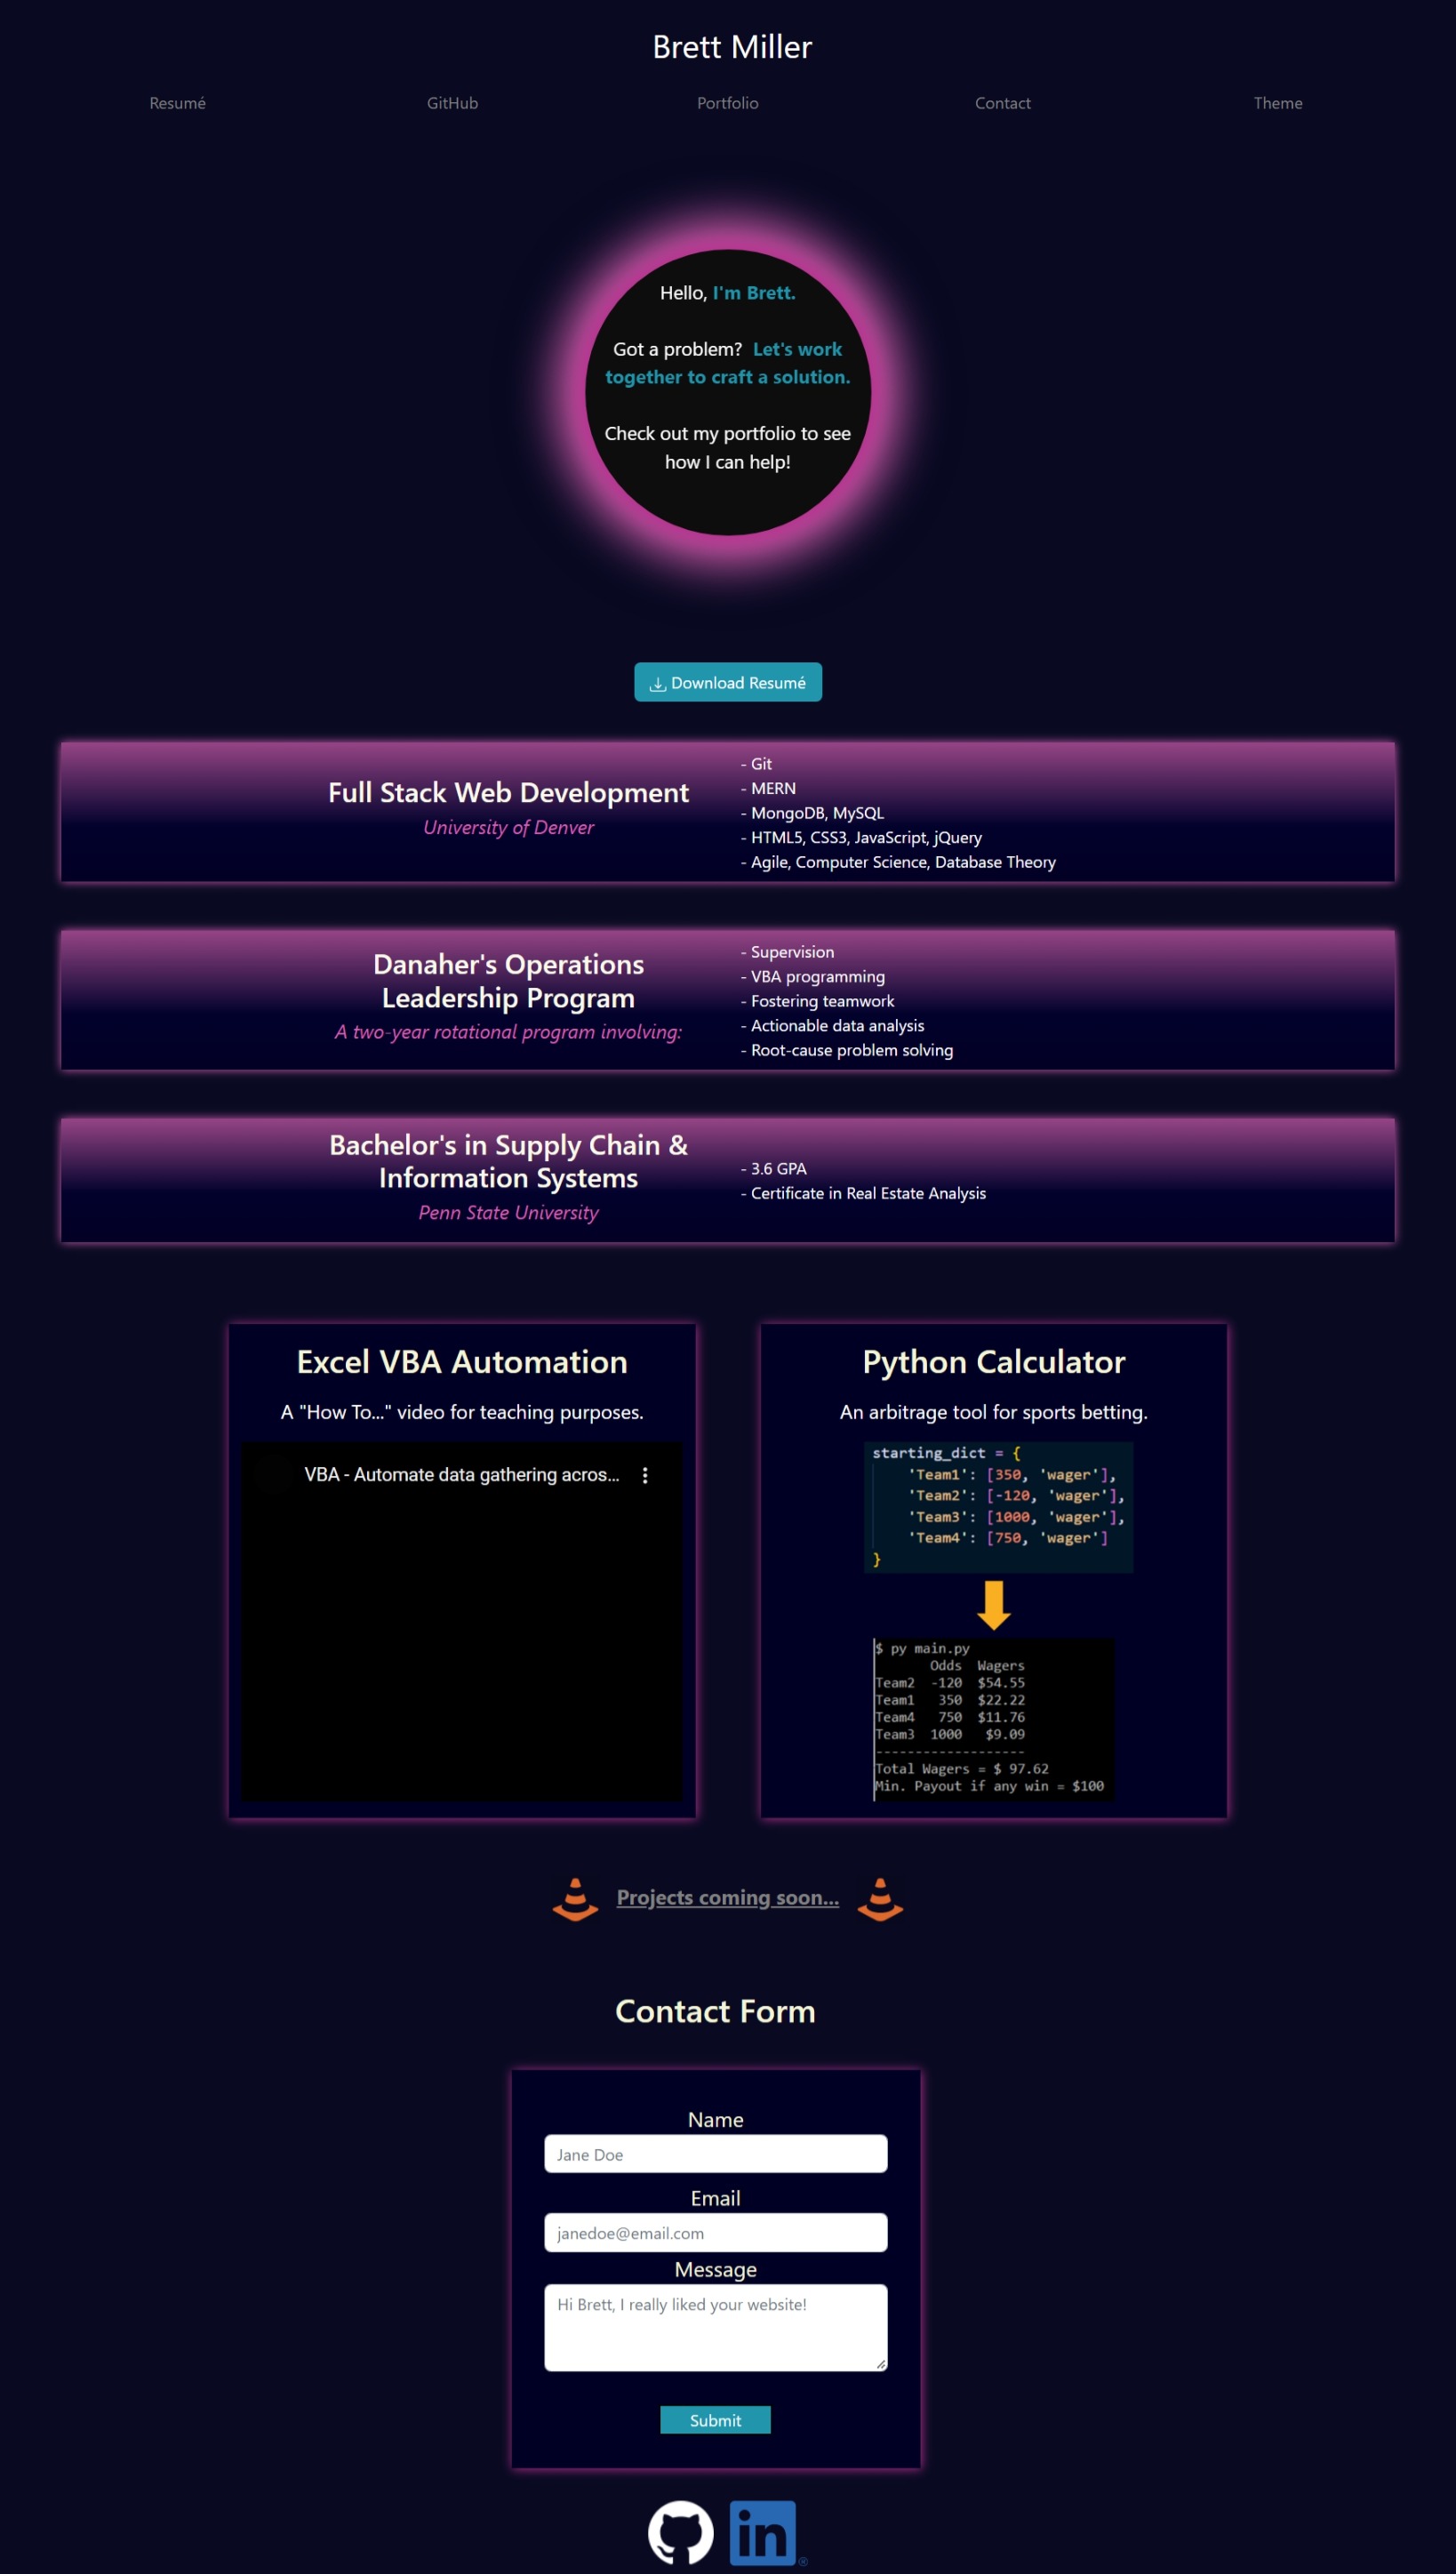 Brett Miller
Resumé
GitHub
Portfolio
Contact
Theme
Hello, I'm Brett.
Got a problem? Let's work
together to craft a solution.
Check out my portfolio to see
how I can help!
Download Resumé
Full Stack Web Development
University of Denver
- Git
- MERN
- MongoDB, MySQL
- HTML5, CSS3, JavaScript, jQuery
- Agile, Computer Science, Database Theory
Danaher's Operations
Leadership Program
A two-year rotational program involving:
- Supervision
- VBA programming
- Fostering teamwork
- Actionable data analysis
- Root-cause problem solving
Bachelor's in Supply Chain &
Information Systems
Penn State University
- 3.6 GPA
- Certificate in Real Estate Analysis
Excel VBA Automation
A "How To..." video for teaching purposes.
VBA - Automate data gathering acros...
Python Calculator
An arbitrage tool for sports betting.
starting_dict = {
'Team1': [350, 'wager'],
'Team2': [-120, 'wager'],
'Team3': [1000, 'wager'],
'Team4': [750, 'wager']
}
$ py main.py
Odds Wagers
Team2 -120 $54.55
Team1 350 $22.22
Team4 750 $11.76
Team3 1000 $9.09
-------------------
Total Wagers = $ 97.62
Min. Payout if any win = $100
Projects coming soon...
Contact Form
Name
Jane Doe
Email
janedoe@email.com
Message
Hi Brett, I really liked your website!
Submit
in
®